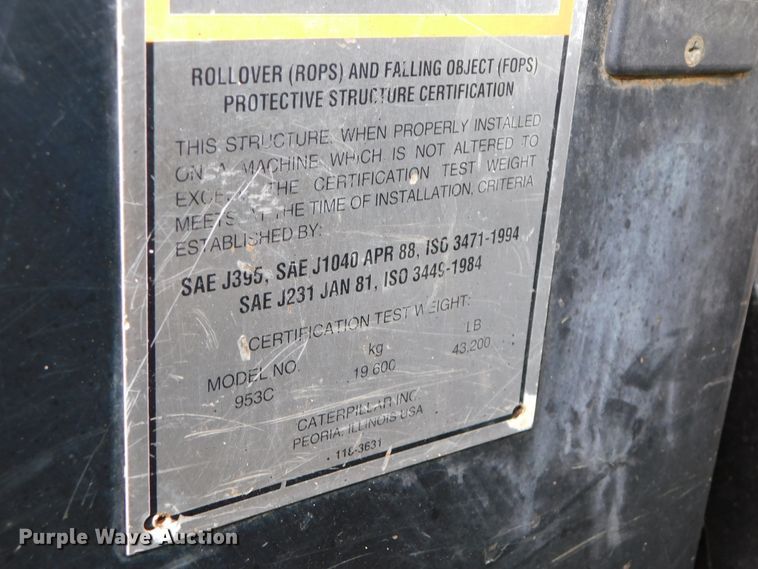 ROLLOVER (ROPS) AND FALLING OBJECT (FOPS)
PROTECTIVE STRUCTURE CERTIFICATION
THIS STRUCTURE, WHEN PROPERLY INSTALLED
ON A MACHINE WHICH IS NOT ALTERED TO
EXCEED THE CERTIFICATION TEST WEIGHT
MEETS AT THE TIME OF INSTALLATION, CRITERIA
ESTABLISHED BY:
SAE J395, SAE J1040 APR 88, ISO 3471-1994
SAE J231 JAN 81, ISO 3449-1984
CERTIFICATION TEST WEIGHT:
MODEL NO. kg LB
953C 19 600 43,200
CATERPILLAR INC.
PEORIA, ILLINOIS USA
118-3631
Purple Wave Auction